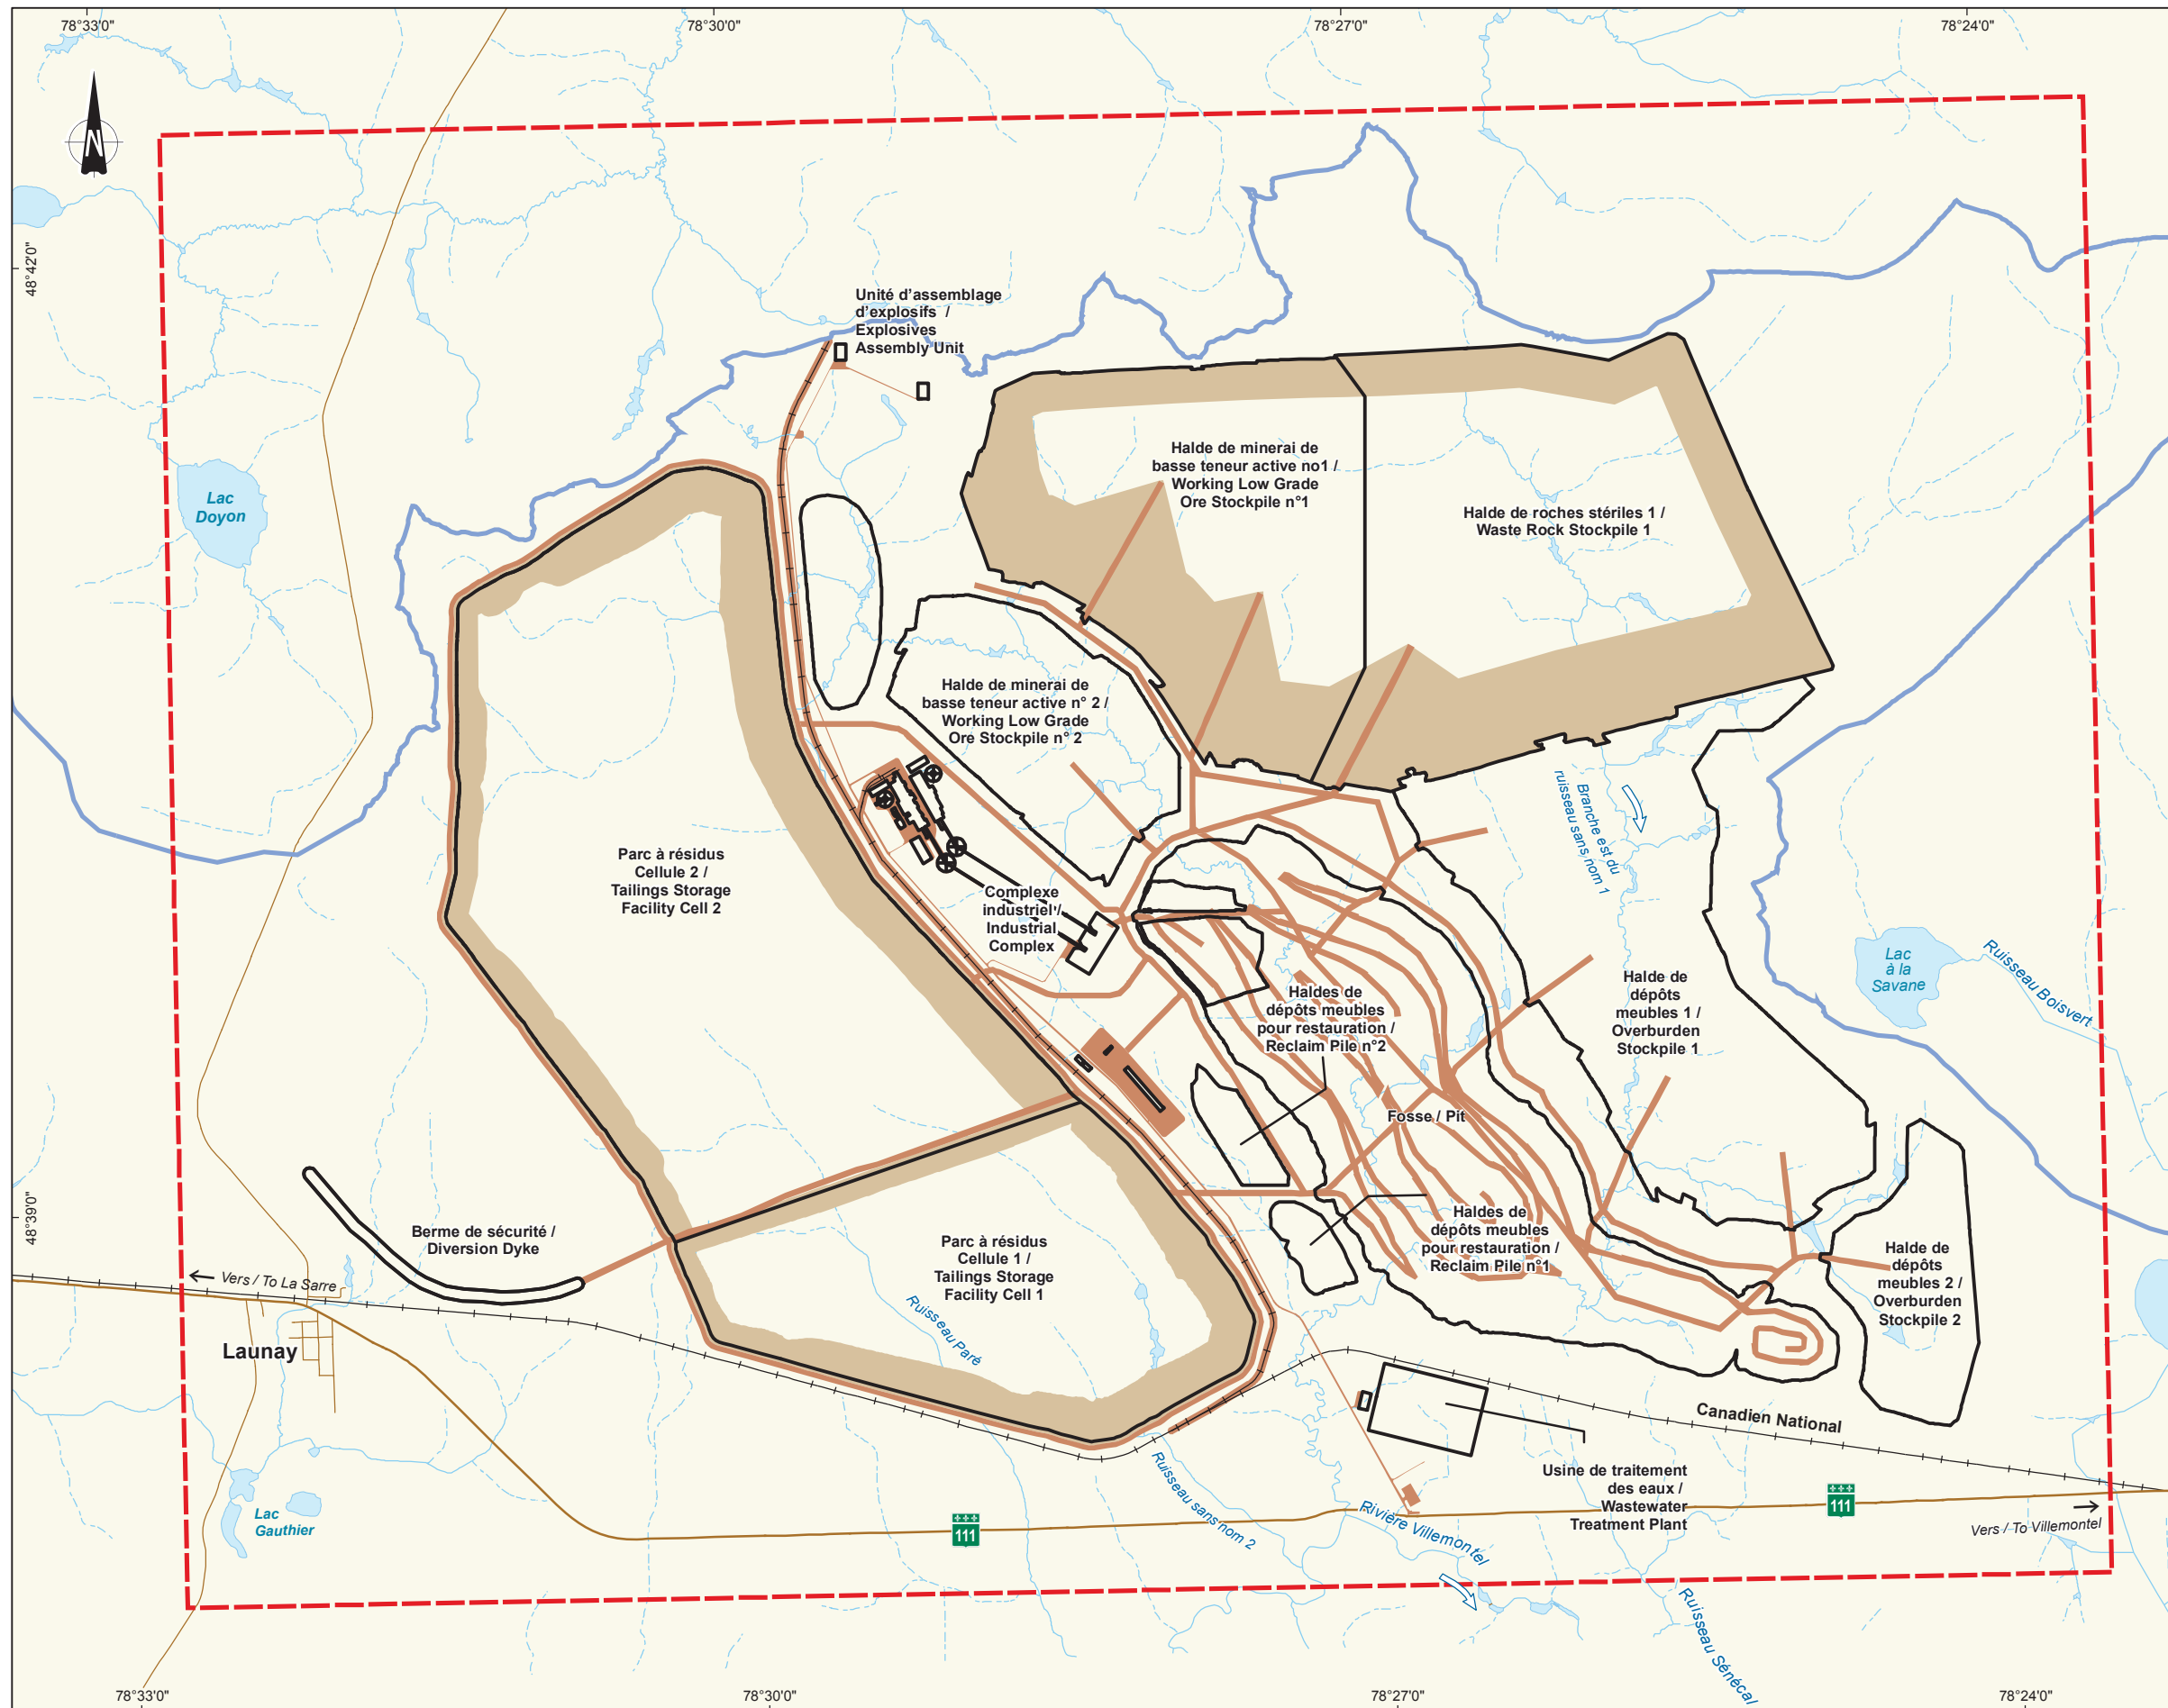 78°33'0"
78°30'0"
78°27'0"
78°24'0"
N
48°42'0"
Unité d'assemblage
d'explosifs /
Explosives
Assembly Unit
Halde de minerai de
basse teneur active no1 /
Working Low Grade
Ore Stockpile n°1
Halde de roches stériles 1 /
Waste Rock Stockpile 1
Lac
Doyon
Halde de minerai de
basse teneur active n° 2 /
Working Low Grade
Ore Stockpile n° 2
Branche est du
ruisseau sans nom 1
Parc à résidus
Cellule 2 /
Tailings Storage
Facility Cell 2
Complexe
industriel /
Industrial
Complex
Lac
à la
Savane
Ruisseau Boisvert
Haldes de
dépôts meubles
pour restauration /
Reclaim Pile n°2
Halde de
dépôts
meubles 1 /
Overburden
Stockpile 1
Fosse / Pit
48°39'0"
Berme de sécurité /
Diversion Dyke
Parc à résidus
Cellule 1 /
Tailings Storage
Facility Cell 1
Haldes de
dépôts meubles
pour restauration /
Reclaim Pile n°1
Halde de
dépôts
meubles 2 /
Overburden
Stockpile 2
Vers / To La Sarre
Launay
Ruisseau Paré
Canadien National
Usine de traitement
des eaux /
Wastewater
Treatment Plant
Lac
Gauthier
111
Ruisseau sans nom 2
Rivière Villemontel
111
Vers / To Villemontel
Ruisseau Sénécal
78°33'0"
78°30'0"
78°27'0"
78°24'0"